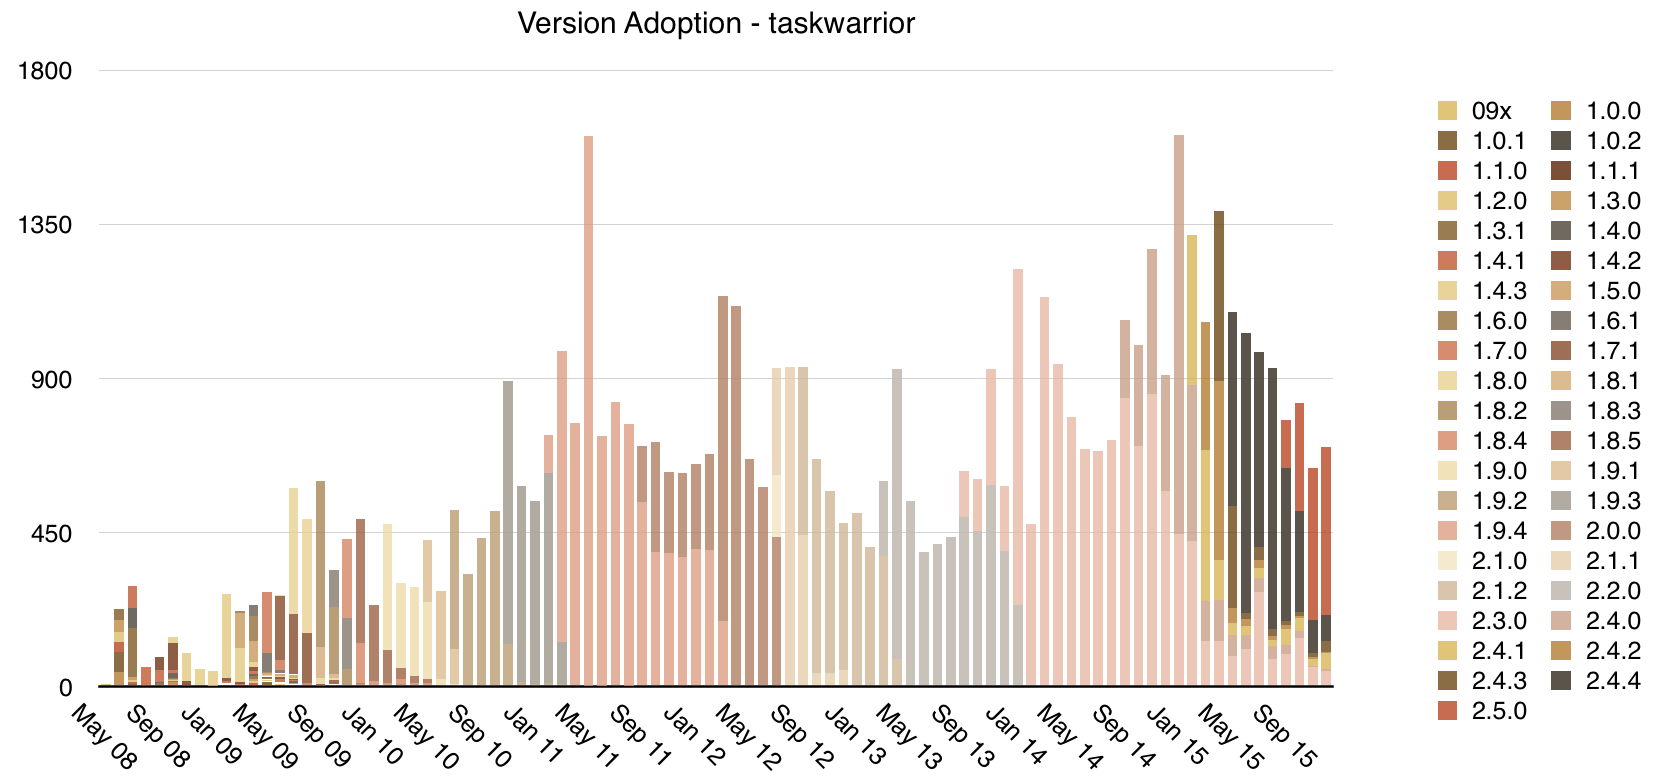 Version Adoption - taskwarrior
1800
1350
900
450
0
May 08
Sep 08
Jan 09
May 09
Sep 09
Jan 10
May 10
Sep 10
Jan 11
May 11
Sep 11
Jan 12
May 12
Sep 12
Jan 13
May 13
Sep 13
Jan 14
May 14
Sep 14
Jan 15
May 15
Sep 15
09x 1.0.0
1.0.1 1.0.2
1.1.0 1.1.1
1.2.0 1.3.0
1.3.1 1.4.0
1.4.1 1.4.2
1.4.3 1.5.0
1.6.0 1.6.1
1.7.0 1.7.1
1.8.0 1.8.1
1.8.2 1.8.3
1.8.4 1.8.5
1.9.0 1.9.1
1.9.2 1.9.3
1.9.4 2.0.0
2.1.0 2.1.1
2.1.2 2.2.0
2.3.0 2.4.0
2.4.1 2.4.2
2.4.3 2.4.4
2.5.0